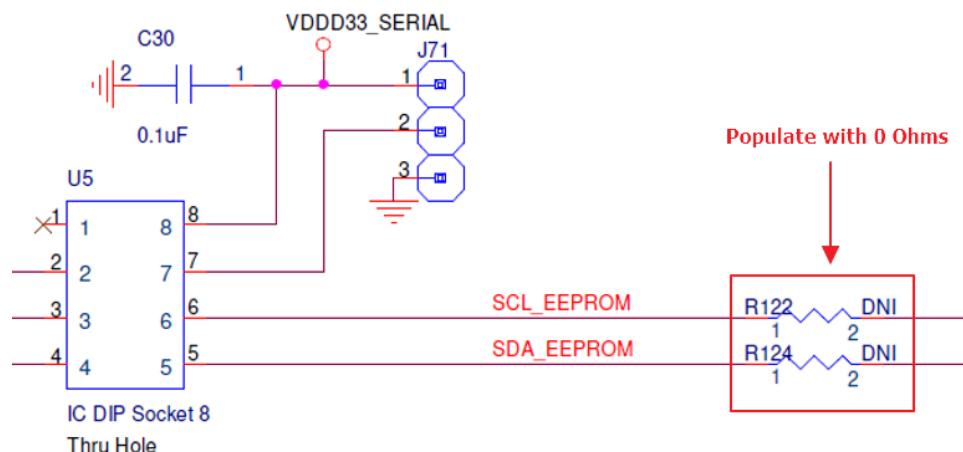 VDDD33_SERIAL
C30
J71
2
1
1
0.1uF
2
Populate with 0 Ohms
3
U5
1
1
8
8
2
2
7
7
3
3
6
6
SCL_EEPROM
R122
DNI
1
2
4
4
5
5
SDA_EEPROM
R124
DNI
1
2
IC DIP Socket 8
Thru Hole